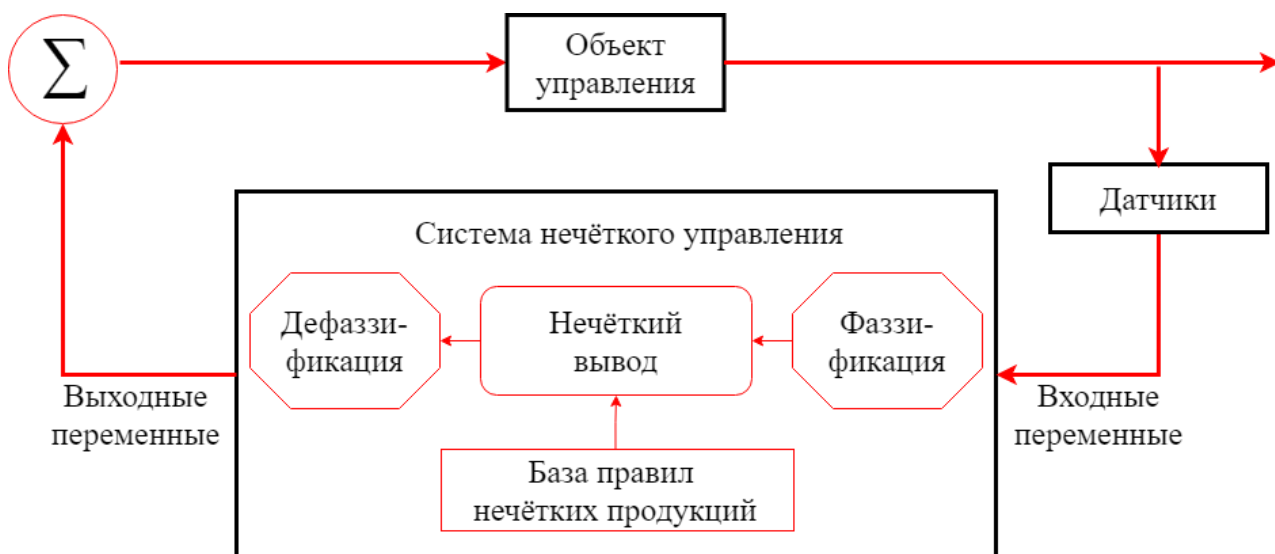 ∑
Объект
управления
Датчики
Система нечёткого управления
Дефаззи-
фикация
Нечёткий
вывод
Фаззи-
фикация
Выходные
переменные
Входные
переменные
База правил
нечётких продукций